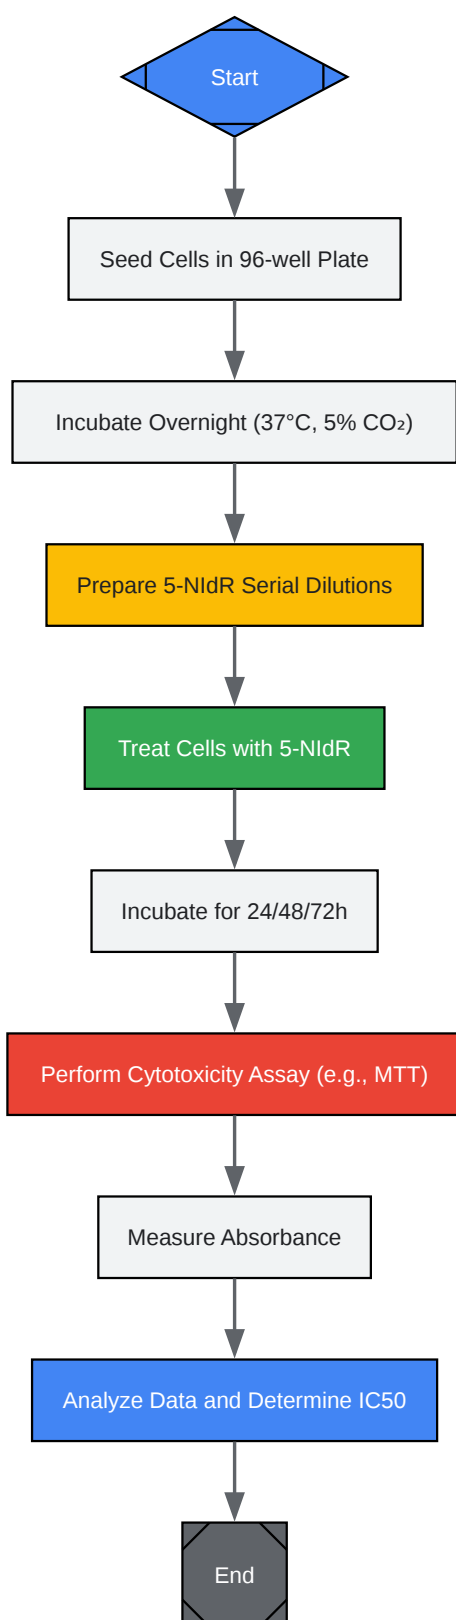 Start
Seed Cells in 96-well Plate
Incubate Overnight (37°C, 5% CO₂)
Prepare 5-NIdR Serial Dilutions
Treat Cells with 5-NIdR
Incubate for 24/48/72h
Perform Cytotoxicity Assay (e.g., MTT)
Measure Absorbance
Analyze Data and Determine IC50
End